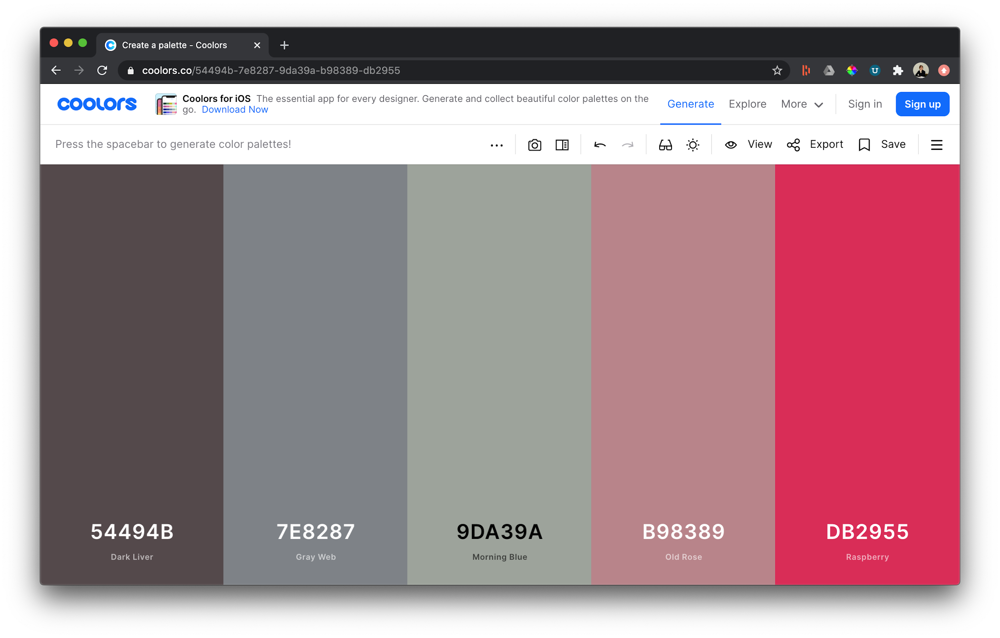 Create a palette - Coolors
coolors.co/54494b-7e8287-9da39a-b98389-db2955
coolors
Coolors for iOS The essential app for every designer. Generate and collect beautiful color palettes on the
go. Download Now
Generate Explore More Sign in Sign up
Press the spacebar to generate color palettes!
View Export Save
54494B 7E8287 9DA39A B98389 DB2955
Dark Liver Gray Web Morning Blue Old Rose Raspberry